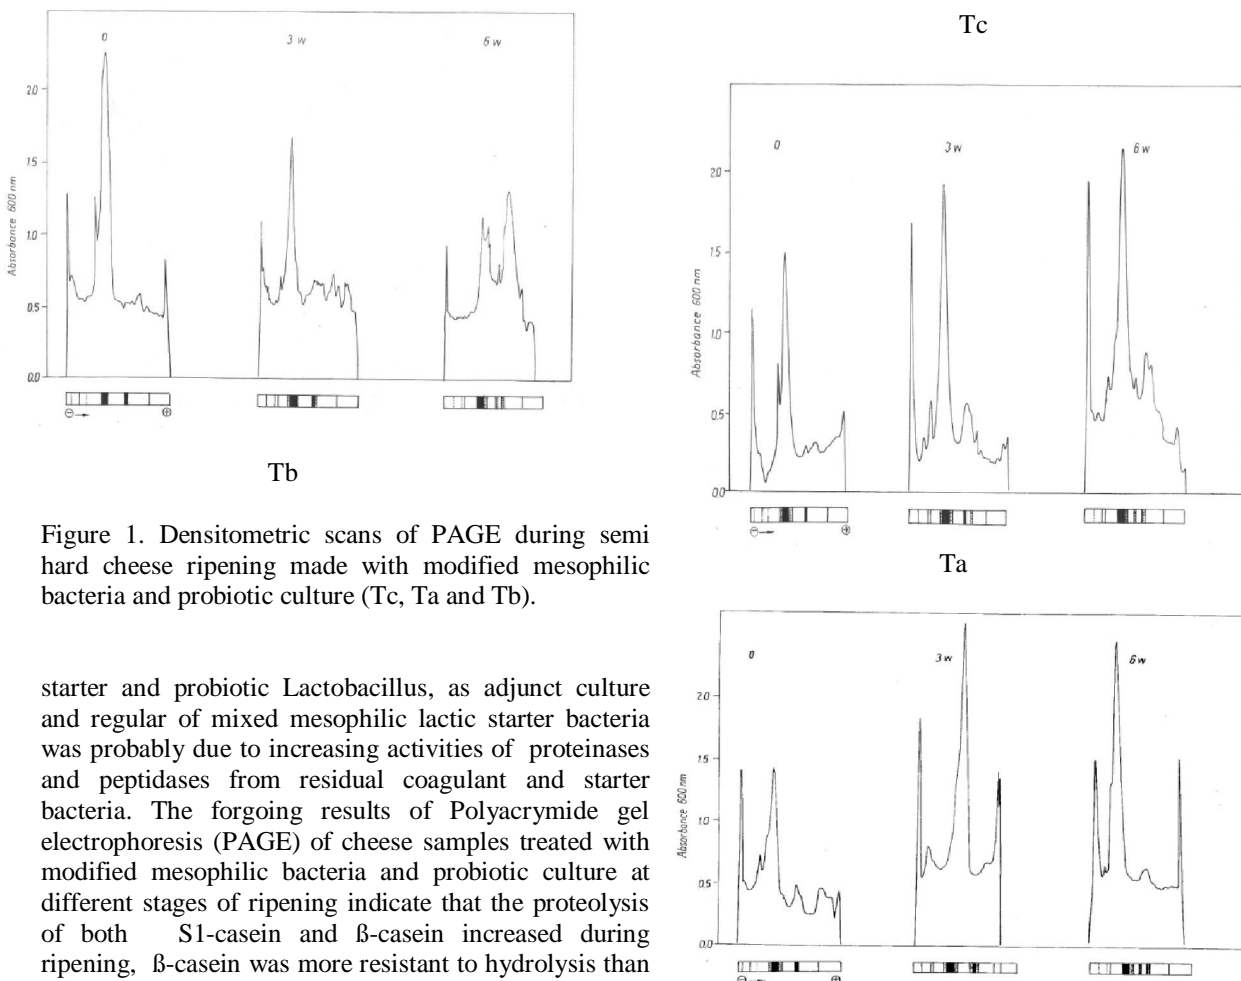 0
3 w
6 w
2.0
1.5
1.0
0.5
0.0
Absorbance 600 nm
⊖→ ⊕
Tb
Figure 1. Densitometric scans of PAGE during semi
hard cheese ripening made with modified mesophilic
bacteria and probiotic culture (Tc, Ta and Tb).
starter and probiotic Lactobacillus, as adjunct culture
and regular of mixed mesophilic lactic starter bacteria
was probably due to increasing activities of proteinases
and peptidases from residual coagulant and starter
bacteria. The forgoing results of Polyacrymide gel
electrophoresis (PAGE) of cheese samples treated with
modified mesophilic bacteria and probiotic culture at
different stages of ripening indicate that the proteolysis
of both S1-casein and ß-casein increased during
ripening, ß-casein was more resistant to hydrolysis than
Tc
0
3w
6w
2.0
1.5
1.0
0.5
0.0
Absorbance 600 nm
⊖→ ⊕
Ta
0
3w
6w
2.0
1.5
1.0
0.5
0.0
Absorbance 600nm
⊖→ ⊕